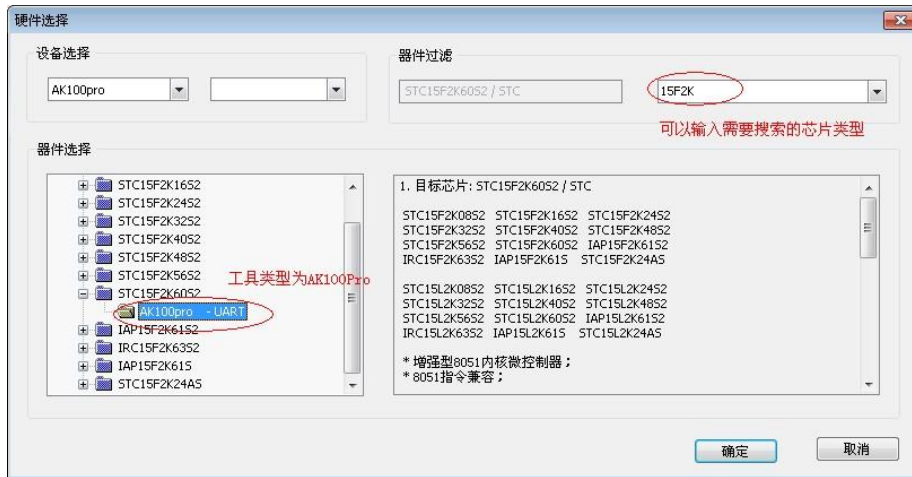 硬件选择
设备选择
AK100pro
器件过滤
STC15F2K60S2 / STC
15F2K
可以输入需要搜索的芯片类型
器件选择
STC15F2K16S2
STC15F2K24S2
STC15F2K32S2
STC15F2K40S2
STC15F2K48S2
STC15F2K56S2
工具类型为AK100Pro
STC15F2K60S2
AK100pro - UART
IAP15F2K61S2
IRC15F2K63S2
IAP15F2K61S
STC15F2K24AS
1. 目标芯片: STC15F2K60S2 / STC
STC15F2K08S2 STC15F2K16S2 STC15F2K24S2
STC15F2K32S2 STC15F2K40S2 STC15F2K48S2
STC15F2K56S2 STC15F2K60S2 IAP15F2K61S2
IRC15F2K63S2 IAP15F2K61S STC15F2K24AS
STC15L2K08S2 STC15L2K16S2 STC15L2K24S2
STC15L2K32S2 STC15L2K40S2 STC15L2K48S2
STC15L2K56S2 STC15L2K60S2 IAP15L2K61S2
IRC15L2K63S2 IAP15L2K61S STC15L2K24AS
* 增强型8051内核微控制器；
* 8051指令兼容；
确定
取消